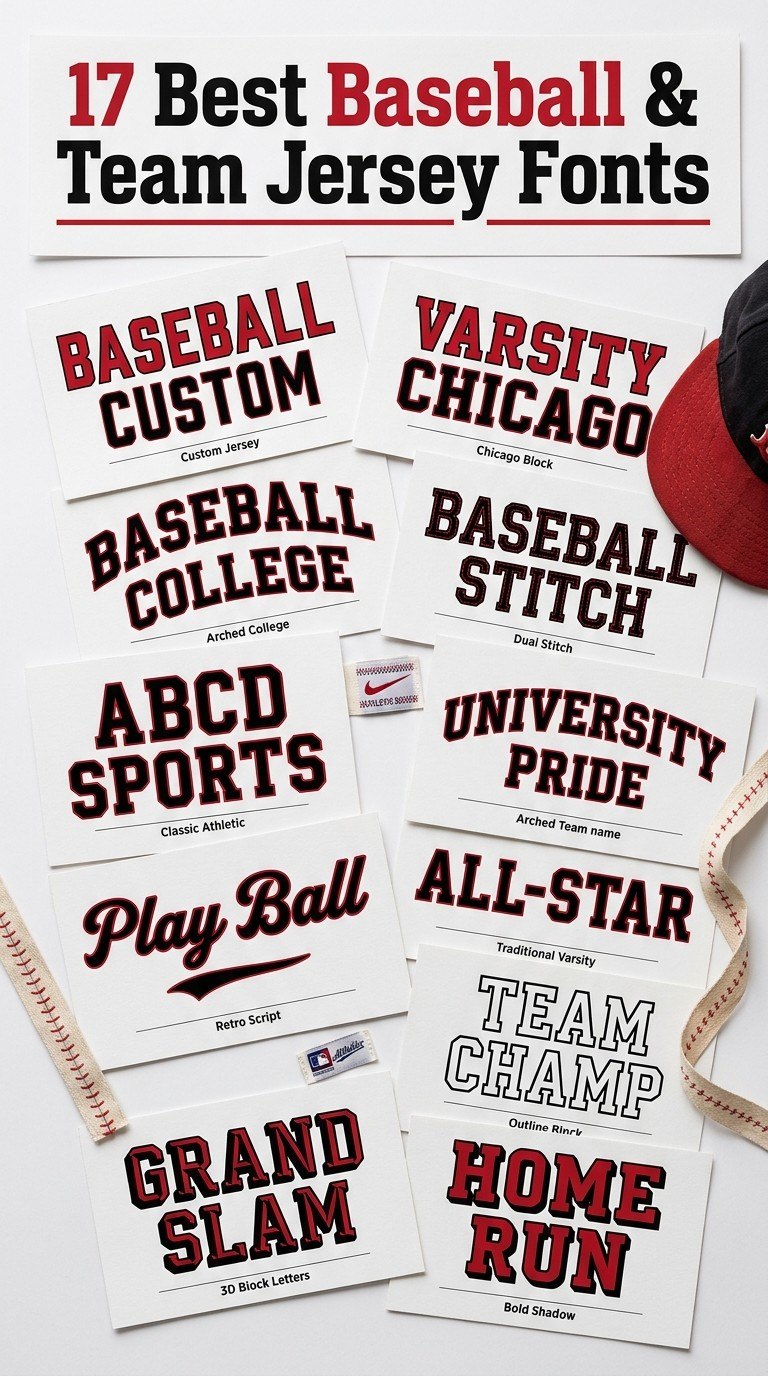 17 Best Baseball &
Team Jersey Fonts
BASEBALL
CUSTOM
Custom Jersey
VARSITY
CHICAGO
Chicago Block
BASEBALL
COLLEGE
Arched College
BASEBALL
STITCH
Dual Stitch
ABCD
SPORTS
Classic Athletic
UNIVERSITY
PRIDE
Arched Team name
Play Ball
Retro Script
ALL-STAR
Traditional Varsity
TEAM
CHAMP
Outline Block
GRAND
SLAM
3D Block Letters
HOME
RUN
Bold Shadow